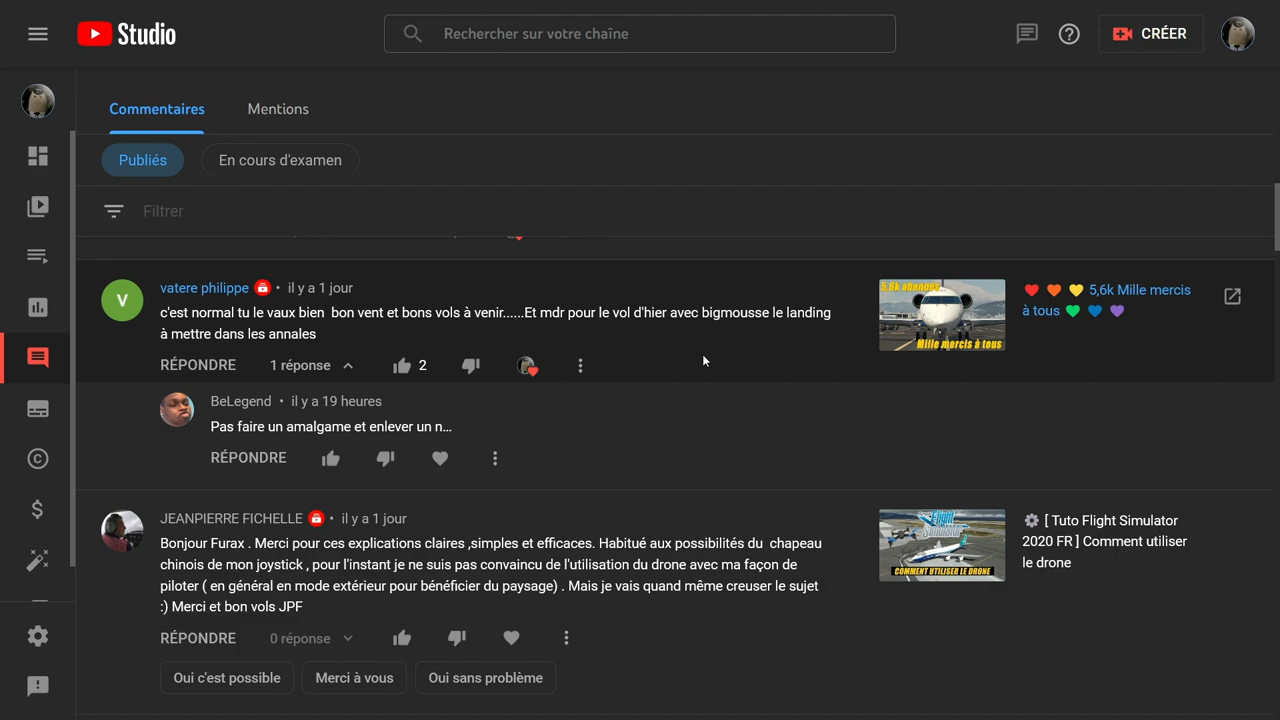 Studio
Rechercher sur votre chaîne
CRÉER
Commentaires
Mentions
Publiés
En cours d'examen
Filtrer
V
vatere philippe • il y a 1 jour
c'est normal tu le vaux bien bon vent et bons vols à venir......Et mdr pour le vol d'hier avec bigmousse le landing
à mettre dans les annales
RÉPONDRE
1 réponse
2
5,6k abonnés
Mille mercis à tous
5,6k Mille mercis
à tous
BeLegend • il y a 19 heures
Pas faire un amalgame et enlever un n...
RÉPONDRE
JEANPIERRE FICHELLE • il y a 1 jour
Bonjour Furax . Merci pour ces explications claires ,simples et efficaces. Habitué aux possibilités du chapeau
chinois de mon joystick , pour l'instant je ne suis pas convaincu de l'utilisation du drone avec ma façon de
piloter ( en général en mode extérieur pour bénéficier du paysage) . Mais je vais quand même creuser le sujet
:) Merci et bon vols JPF
RÉPONDRE
0 réponse
Flight
Simulator
COMMENT UTILISER LE DRONE
[ Tuto Flight Simulator
2020 FR ] Comment utiliser
le drone
Oui c'est possible
Merci à vous
Oui sans problème